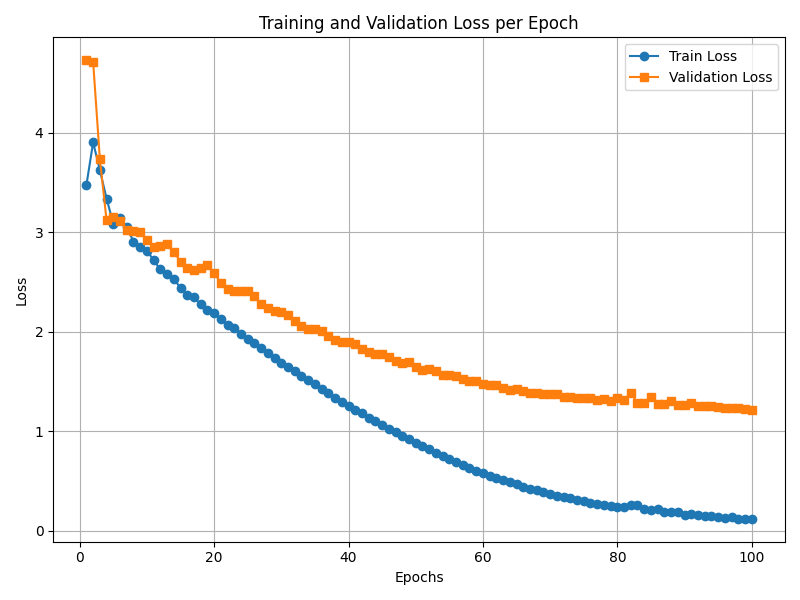 Training and Validation Loss per Epoch
Train Loss
Validation Loss
Loss
4
3
2
1
0
0 20 40 60 80 100
Epochs